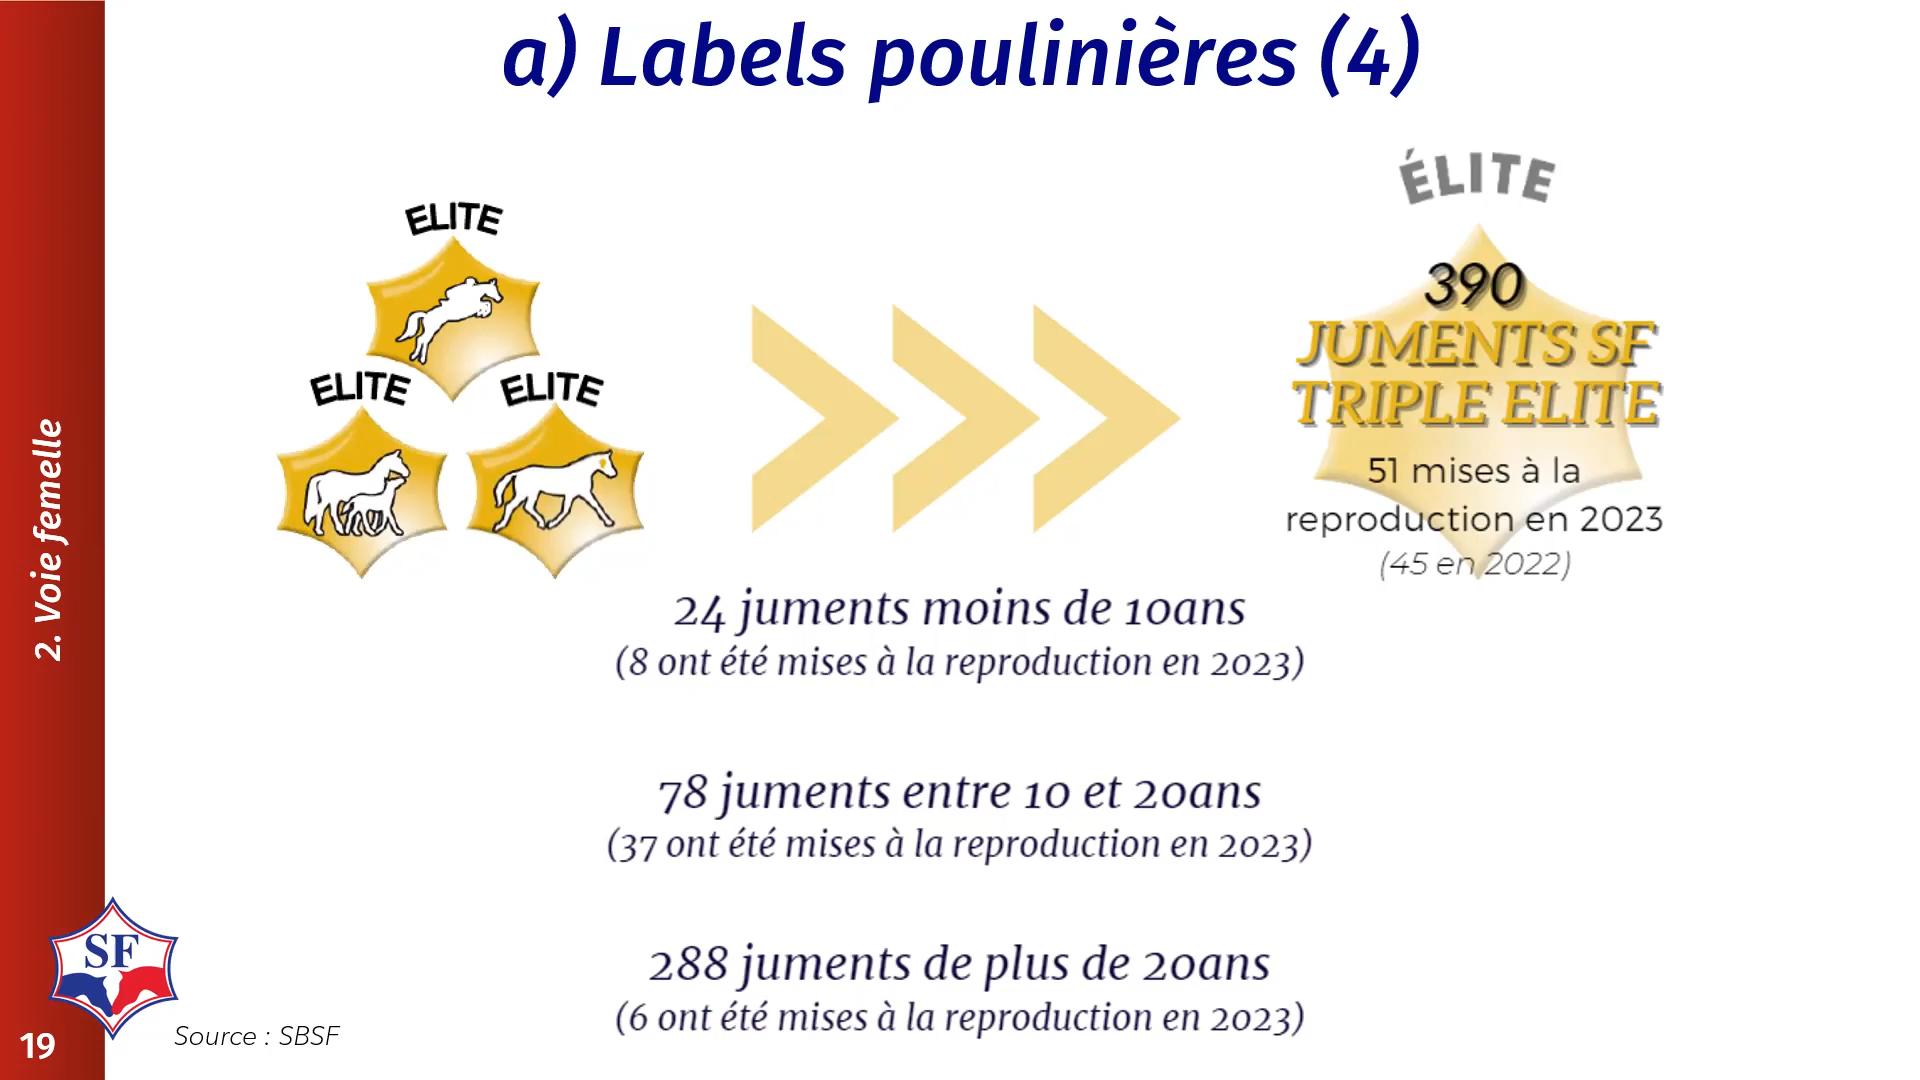 a) Labels poulinières (4)
ELITE
ELITE
ELITE
ÉLITE
390
JUMENTS SF
TRIPLE ELITE
51 mises à la
reproduction en 2023
(45 en 2022)
24 juments moins de 10ans
(8 ont été mises à la reproduction en 2023)
78 juments entre 10 et 20ans
(37 ont été mises à la reproduction en 2023)
288 juments de plus de 20ans
(6 ont été mises à la reproduction en 2023)
2. Voie femelle
SF
19
Source : SBSF